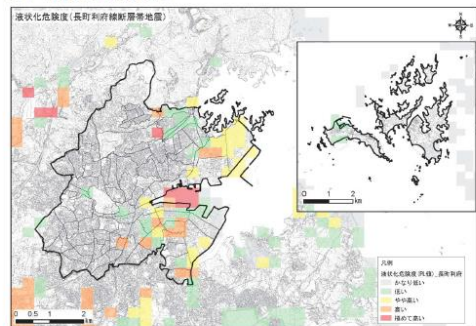 液状化危険度(長町利府線断層帯地震)
0 1 2
km
凡例
液状化危険度(PL値)_長町利府
かなり低い
低い
やや高い
高い
極めて高い
0 0.5 1 2
km